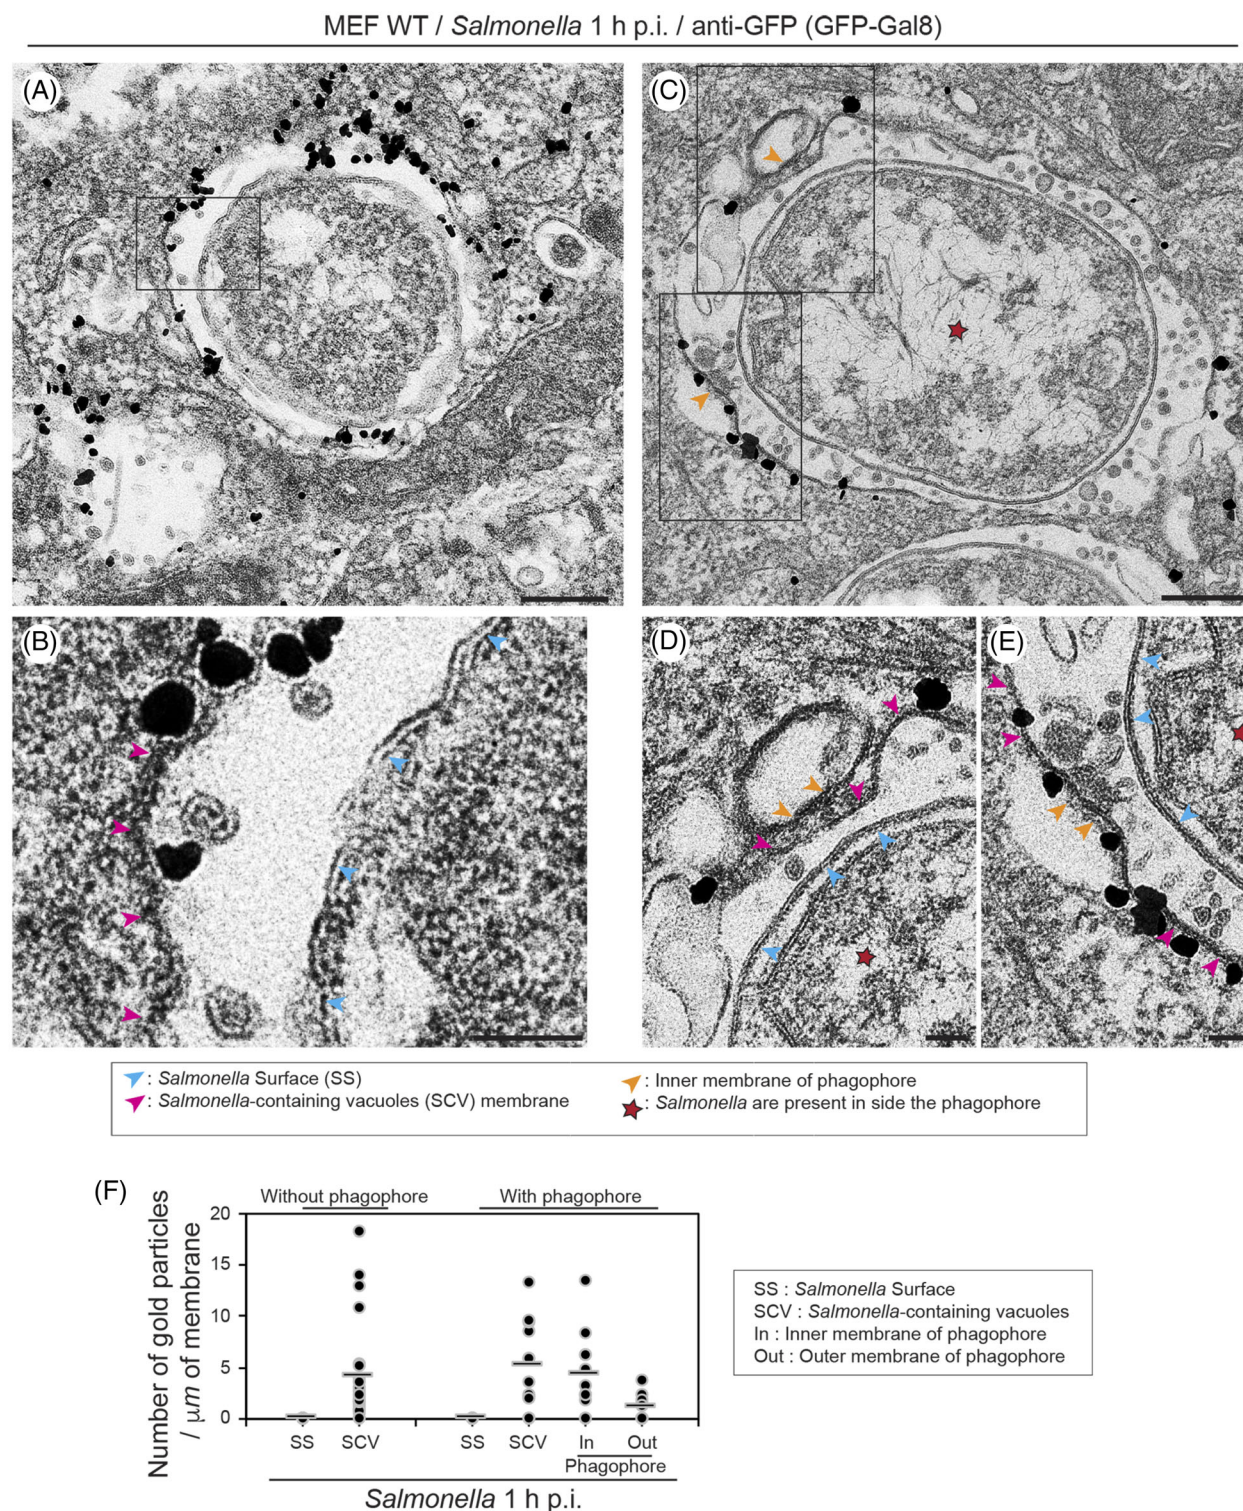 MEF WT / Salmonella 1 h p.i. / anti-GFP (GFP-Gal8)
(A)
(C)
(B)
(D)
(E)
: Salmonella Surface (SS)
: Salmonella-containing vacuoles (SCV) membrane
: Inner membrane of phagophore
: Salmonella are present in side the phagophore
(F)
Without phagophore
With phagophore
Number of gold particles
/ μm of membrane
20
15
10
5
0
SS
SCV
SS
SCV
In
Out
Phagophore
Salmonella 1 h p.i.
SS : Salmonella Surface
SCV : Salmonella-containing vacuoles
In : Inner membrane of phagophore
Out : Outer membrane of phagophore